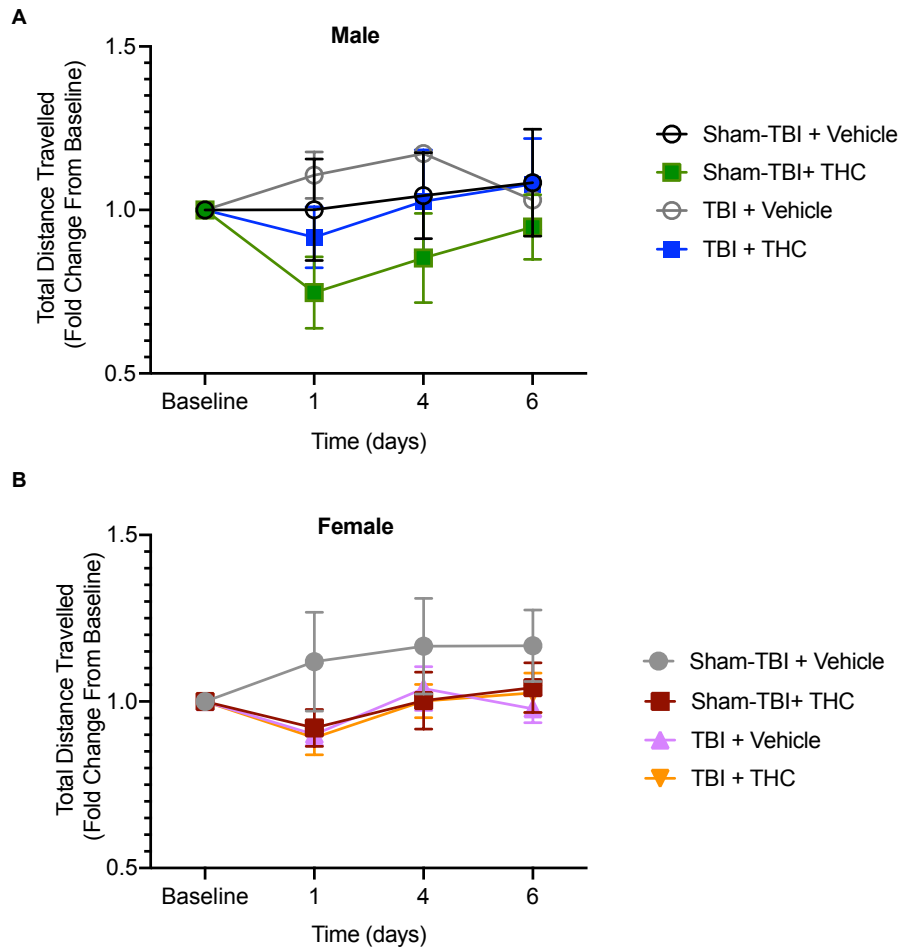 A
Male
Total Distance Travelled
(Fold Change From Baseline)
1.5
1.0
0.5
Baseline
1
4
6
Time (days)
Sham-TBI + Vehicle
Sham-TBI+ THC
TBI + Vehicle
TBI + THC
B
Female
Total Distance Travelled
(Fold Change From Baseline)
1.5
1.0
0.5
Baseline
1
4
6
Time (days)
Sham-TBI + Vehicle
Sham-TBI+ THC
TBI + Vehicle
TBI + THC